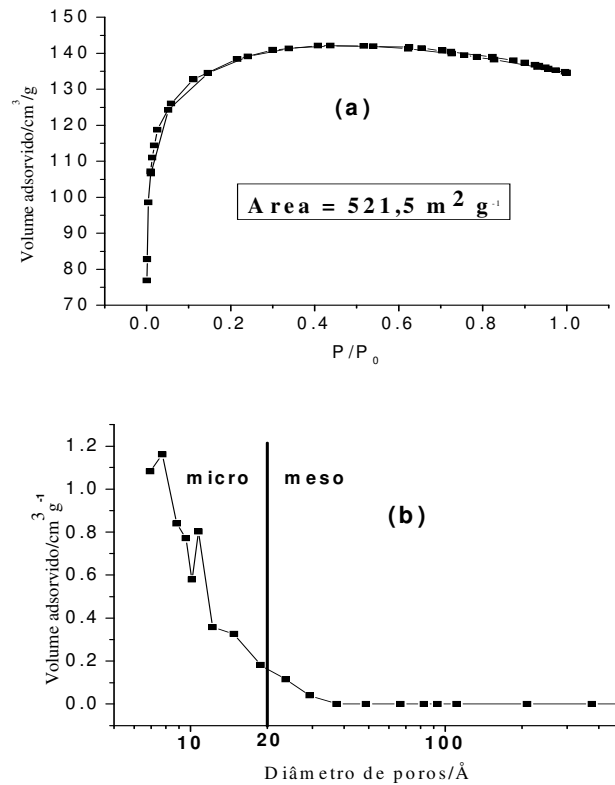 150
140
130
120
110
100
90
80
70
Volume adsorvido/cm³/g
(a)
Area = 521,5 m² g⁻¹
0.0 0.2 0.4 0.6 0.8 1.0
P/P₀
1.2
1.0
0.8
0.6
0.4
0.2
0.0
Volume adsorvido/cm³g⁻¹
micro meso
(b)
10 20 100
Diâmetro de poros/Å